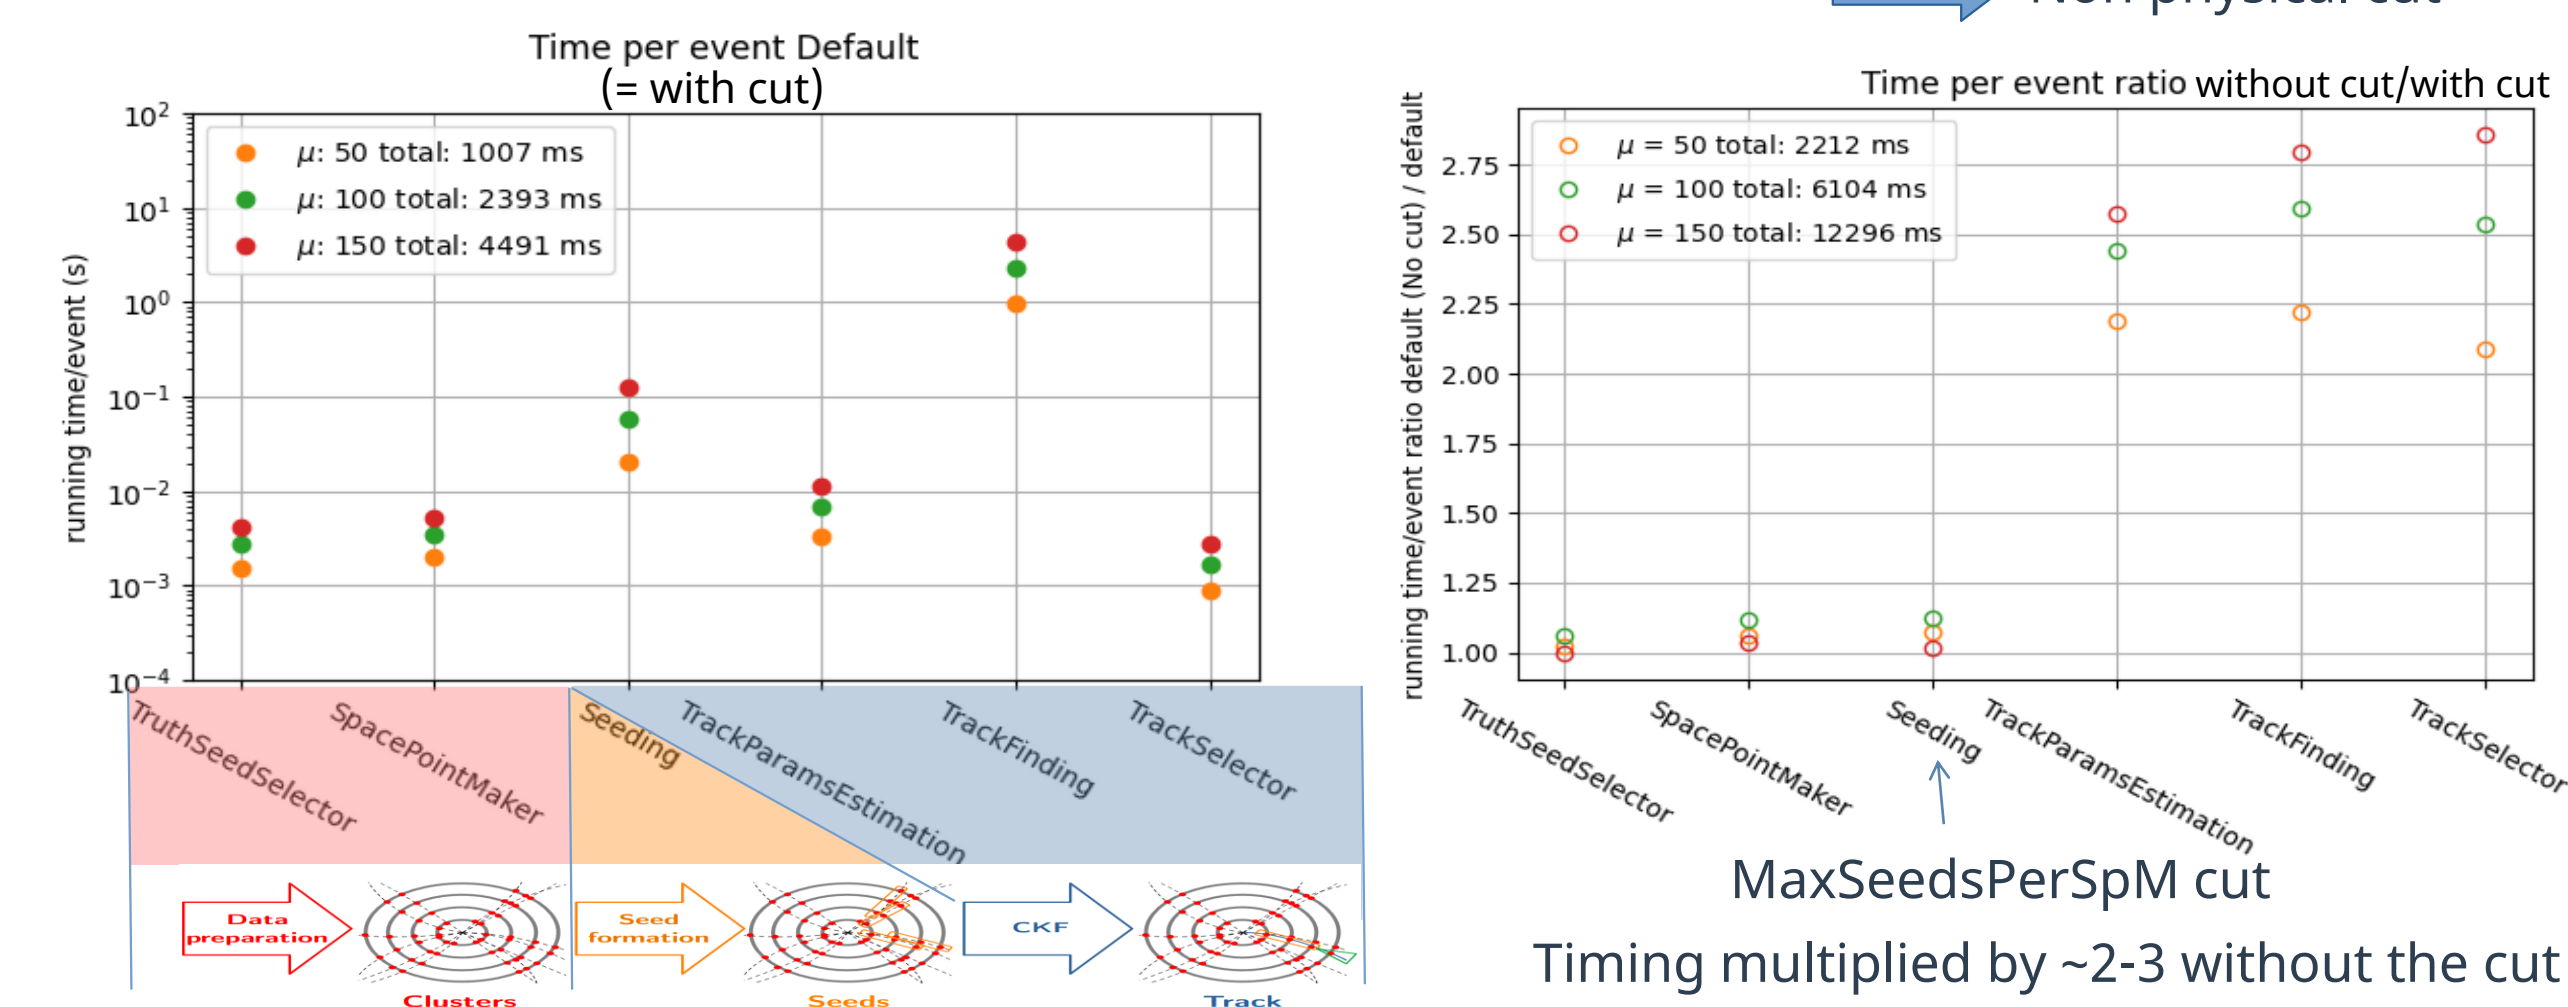 Non physical cut
Time per event Default
(= with cut)
running time/event (s)
10²
10¹
10⁰
10⁻¹
10⁻²
10⁻³
10⁻⁴
μ: 50 total: 1007 ms
μ: 100 total: 2393 ms
μ: 150 total: 4491 ms
TruthSeedSelector
SpacePointMaker
Seeding
TrackParamsEstimation
TrackFinding
TrackSelector
Data
preparation
Clusters
Seed
formation
Seeds
CKF
Track
Time per event ratio without cut/with cut
running time/event ratio default (No cut) / default
2.75
2.50
2.25
2.00
1.75
1.50
1.25
1.00
μ = 50 total: 2212 ms
μ = 100 total: 6104 ms
μ = 150 total: 12296 ms
TruthSeedSelector
SpacePointMaker
Seeding
TrackParamsEstimation
TrackFinding
TrackSelector
MaxSeedsPerSpM cut
Timing multiplied by ~2-3 without the cut